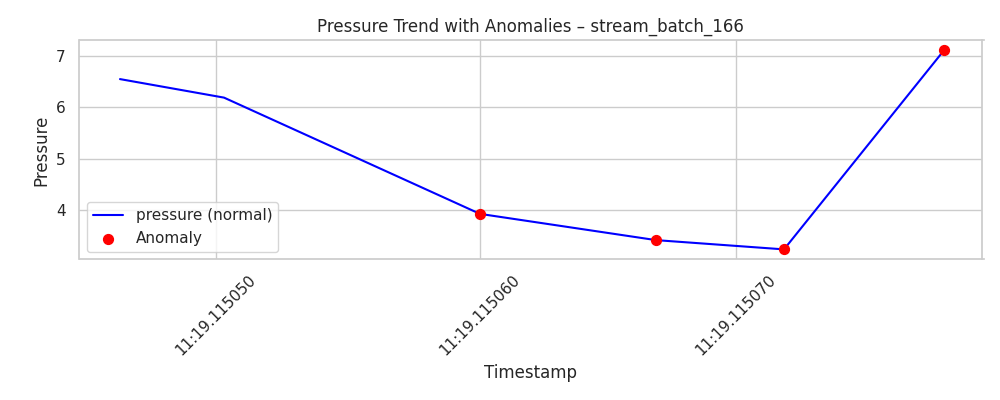 Pressure Trend with Anomalies – stream_batch_166
7
6
5
4
Pressure
pressure (normal)
Anomaly
11:19.115050
11:19.115060
11:19.115070
Timestamp